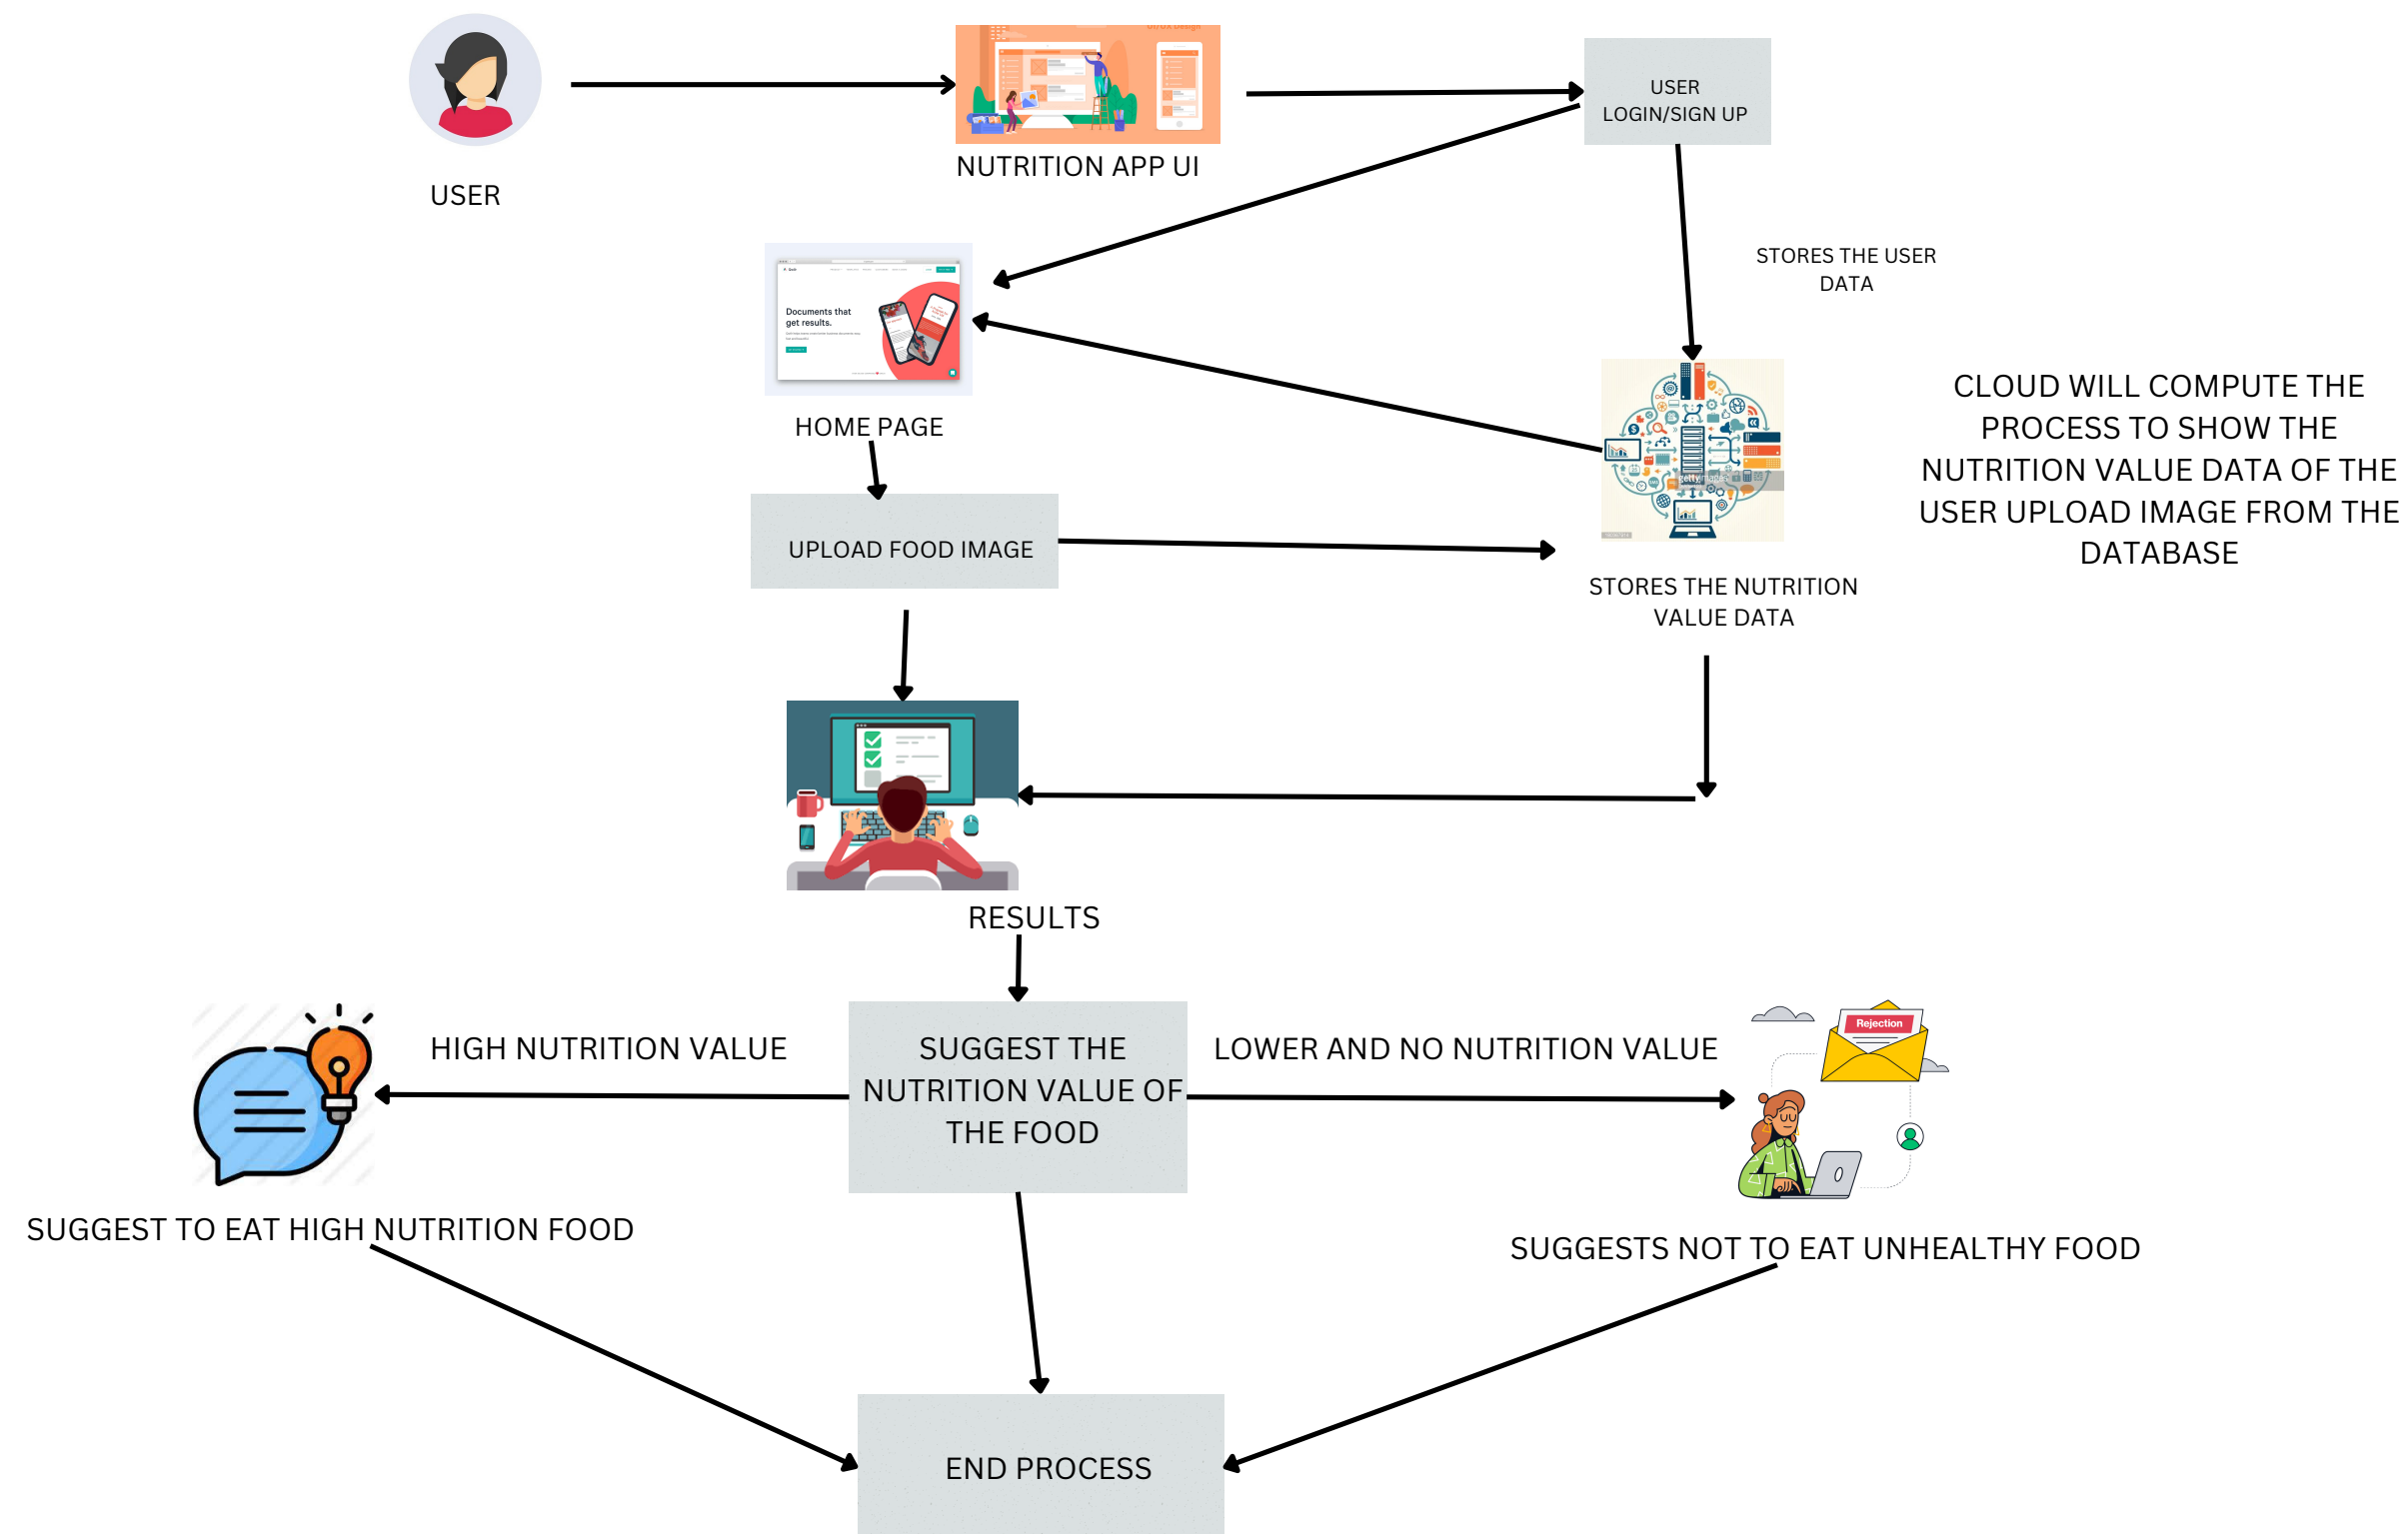 USER
NUTRITION APP UI
USER
LOGIN/SIGN UP
STORES THE USER
DATA
Documents that
get results.
HOME PAGE
CLOUD WILL COMPUTE THE
PROCESS TO SHOW THE
NUTRITION VALUE DATA OF THE
USER UPLOAD IMAGE FROM THE
DATABASE
UPLOAD FOOD IMAGE
STORES THE NUTRITION
VALUE DATA
RESULTS
HIGH NUTRITION VALUE
SUGGEST THE
NUTRITION VALUE OF
THE FOOD
LOWER AND NO NUTRITION VALUE
Rejection
SUGGEST TO EAT HIGH NUTRITION FOOD
SUGGESTS NOT TO EAT UNHEALTHY FOOD
END PROCESS